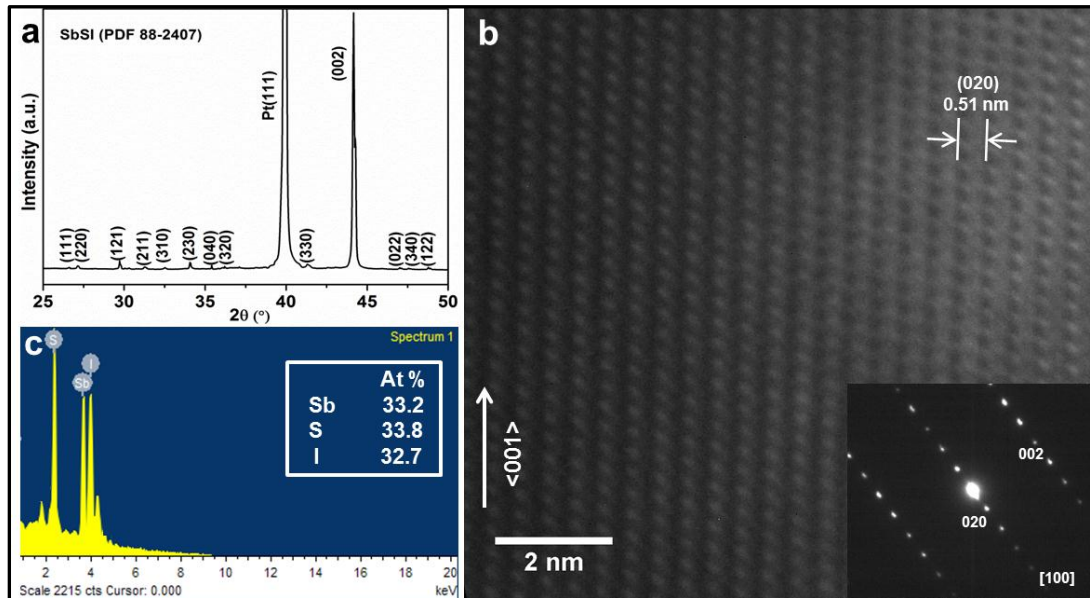 a
SbSI (PDF 88-2407)
Intensity (a.u.)
(111)
(220)
(121)
(211)
(310)
(230)
(040)
(320)
Pt(111)
(330)
(002)
(022)
(340)
(122)
25 30 35 40 45 50
2θ (°)
b
(020)
0.51 nm
<001>
2 nm
002
020
[100]
c
Spectrum 1
S
I
Sb
At %
Sb 33.2
S 33.8
I 32.7
2 4 6 8 10 12 14 16 18 20
Scale 2215 cts Cursor: 0.000 keV